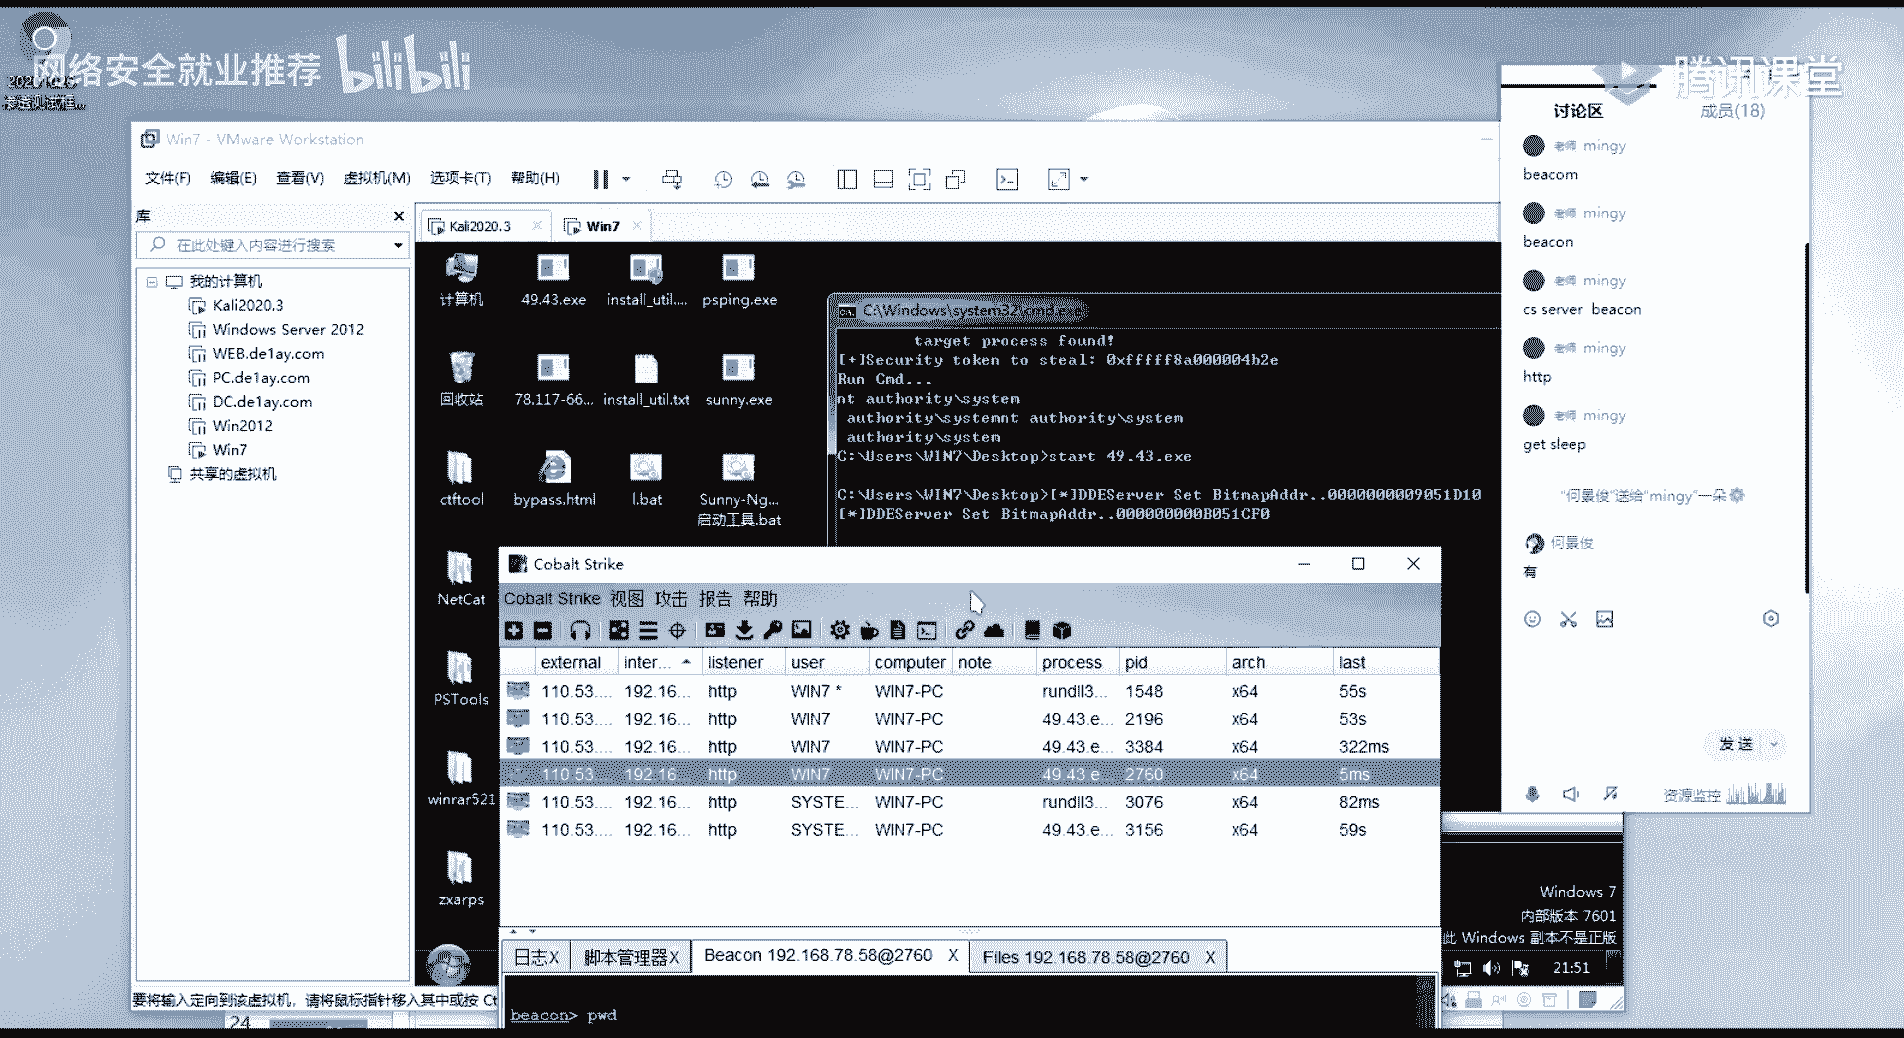 网络安全就业推荐 bilibili
腾讯课堂
讨论区 成员(18)
老师 mingy
beacom
老师 mingy
beacon
老师 mingy
cs server beacon
老师 mingy
http
老师 mingy
get sleep
"何景俊"送给"mingy"一朵
何景俊
有
发送
资源监控
Win7 - VMware Workstation
文件(F) 编辑(E) 查看(V) 虚拟机(M) 选项卡(T) 帮助(H)
库
在此处键入内容进行搜索
我的计算机
Kali2020.3
Windows Server 2012
WEB.de1ay.com
PC.de1ay.com
DC.de1ay.com
Win2012
Win7
共享的虚拟机
Kali2020.3 Win7
计算机 49.43.exe install_util.... psping.exe
回收站 78.117-66... install_util.txt sunny.exe
ctftool bypass.html l.bat Sunny-Ng...
启动工具.bat
NetCat
PSTools
winrar521
zxarps
C:\Windows\system32\cmd.exe
target process found!
[+]Security token to steal: 0xfffff8a000004b2e
Run Cmd...
nt authority\system
authority\systemnt authority\system
authority\system
C:\Users\WIN7\Desktop>start 49.43.exe
C:\Users\WIN7\Desktop>[*]DDEServer Set BitmapAddr..0000000009051D10
[*]DDEServer Set BitmapAddr..000000000B051CF0
Cobalt Strike
Cobalt Strike 视图 攻击 报告 帮助
external inter... listener user computer note process pid arch last
110.53.... 192.16... http WIN7 * WIN7-PC rundll3... 1548 x64 55s
110.53.... 192.16... http WIN7 WIN7-PC 49.43.e... 2196 x64 53s
110.53.... 192.16... http WIN7 WIN7-PC 49.43.e... 3384 x64 322ms
110.53.... 192.16... http WIN7 WIN7-PC 49.43.e... 2760 x64 5ms
110.53.... 192.16... http SYSTE... WIN7-PC rundll3... 3076 x64 82ms
110.53.... 192.16... http SYSTE... WIN7-PC 49.43.e... 3156 x64 59s
日志X 脚本管理器X Beacon 192.168.78.58@2760 X Files 192.168.78.58@2760 X
beacon> pwd
Windows 7
内部版本 7601
此 Windows 副本不是正版
21:51
要将输入定向到该虚拟机，请将鼠标指针移入其中或按 Ct
24